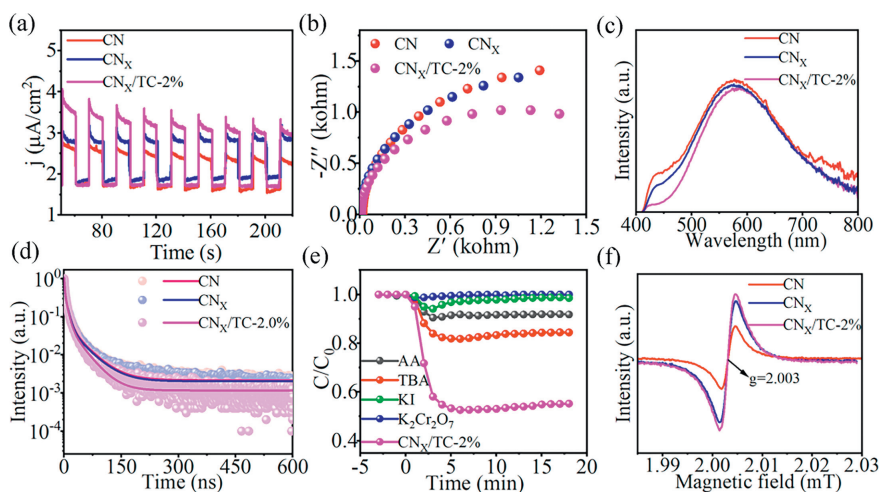 (a)
CN
CNX
CNX/TC-2%
j (μA/cm2)
5
4
3
2
1
80
120
160
200
Time (s)
(b)
CN
CNX
CNX/TC-2%
-Z'' (kohm)
1.5
1.0
0.5
0.0
0.0
0.3
0.6
0.9
1.2
1.5
Z' (kohm)
(c)
CN
CNX
CNX/TC-2%
Intensity (a.u.)
400
500
600
700
800
Wavelength (nm)
(d)
CN
CNX
CNX/TC-2.0%
Intensity (a.u.)
100
10-1
10-2
10-3
10-4
0
150
300
450
600
Time (ns)
(e)
C/C0
1.0
0.8
0.6
0.4
AA
TBA
KI
K2Cr2O7
CNX/TC-2%
-5
0
5
10
15
20
Time (min)
(f)
CN
CNX
CNX/TC-2%
g=2.003
Intensity (a.u.)
1.99
2.00
2.01
2.02
2.03
Magnetic field (mT)